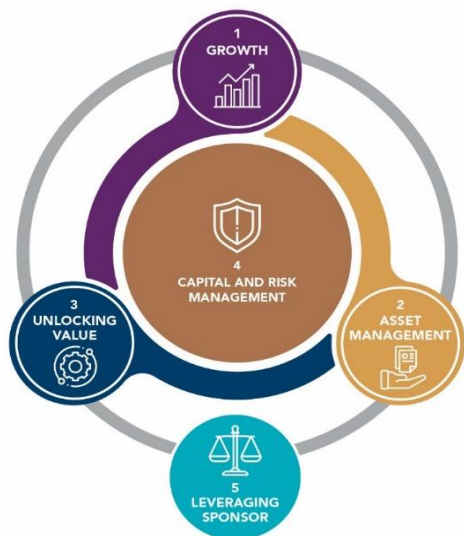 1
GROWTH
4
CAPITAL AND RISK
MANAGEMENT
3
UNLOCKING
VALUE
2
ASSET
MANAGEMENT
5
LEVERAGING
SPONSOR